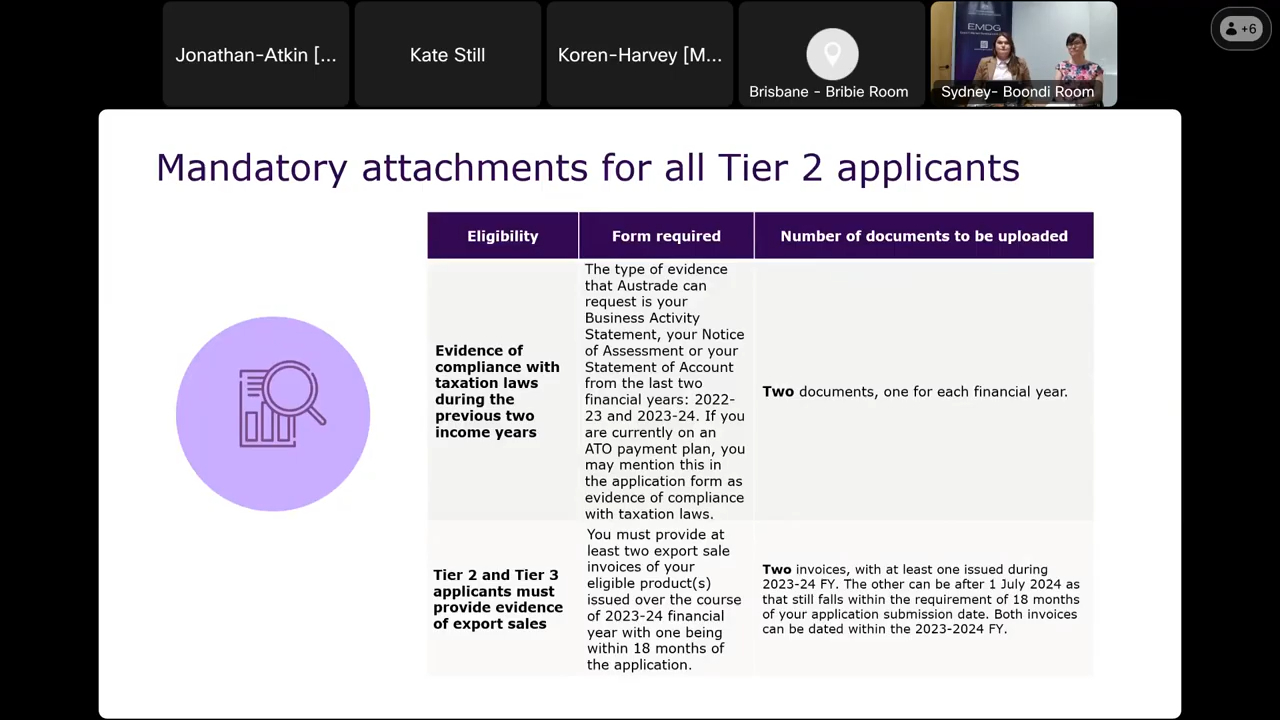 Jonathan-Atkin [...
Kate Still
Koren-Harvey [M...
Brisbane - Bribie Room
EMDG
Sydney- Boondi Room
+6
Mandatory attachments for all Tier 2 applicants
Eligibility
Form required
Number of documents to be uploaded
Evidence of
compliance with
taxation laws
during the
previous two
income years
The type of evidence
that Austrade can
request is your
Business Activity
Statement, your Notice
of Assessment or your
Statement of Account
from the last two
financial years: 2022-
23 and 2023-24. If you
are currently on an
ATO payment plan, you
may mention this in
the application form as
evidence of compliance
with taxation laws.
Two documents, one for each financial year.
Tier 2 and Tier 3
applicants must
provide evidence
of export sales
You must provide at
least two export sale
invoices of your
eligible product(s)
issued over the course
of 2023-24 financial
year with one being
within 18 months of
the application.
Two invoices, with at least one issued during
2023-24 FY. The other can be after 1 July 2024 as
that still falls within the requirement of 18 months
of your application submission date. Both invoices
can be dated within the 2023-2024 FY.